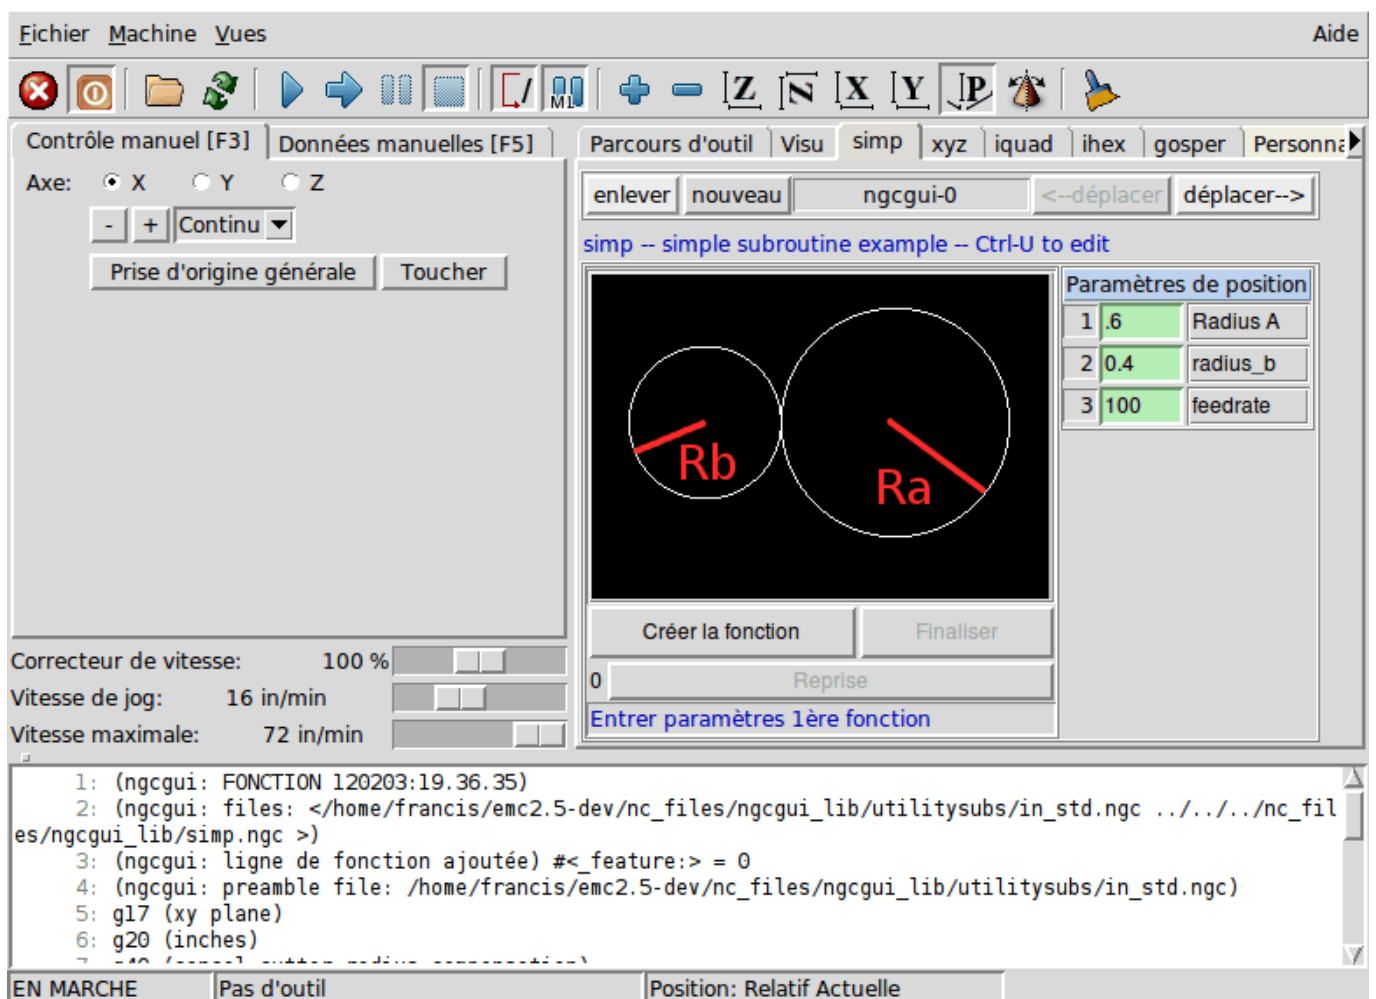 Fichier Machine Vues Aide
M1 Z N X Y P
Contrôle manuel [F3] Données manuelles [F5]
Parcours d'outil Visu simp xyz iquad ihex gosper Personna
Axe: X Y Z
- + Continu
Prise d'origine générale Toucher
enlever nouveau ngcgui-0 <--déplacer déplacer-->
simp -- simple subroutine example -- Ctrl-U to edit
Rb
Ra
Paramètres de position
1 .6 Radius A
2 0.4 radius_b
3 100 feedrate
Créer la fonction Finaliser
0 Reprise
Entrer paramètres 1ère fonction
Correcteur de vitesse: 100 %
Vitesse de jog: 16 in/min
Vitesse maximale: 72 in/min
1: (ngcgui: FONCTION 120203:19.36.35)
2: (ngcgui: files: </home/francis/emc2.5-dev/nc_files/ngcgui_lib/utilitysubs/in_std.ngc ../../../nc_fil
es/ngcgui_lib/simp.ngc >)
3: (ngcgui: ligne de fonction ajoutée) #<_feature:> = 0
4: (ngcgui: preamble file: /home/francis/emc2.5-dev/nc_files/ngcgui_lib/utilitysubs/in_std.ngc)
5: g17 (xy plane)
6: g20 (inches)
EN MARCHE Pas d'outil Position: Relatif Actuelle